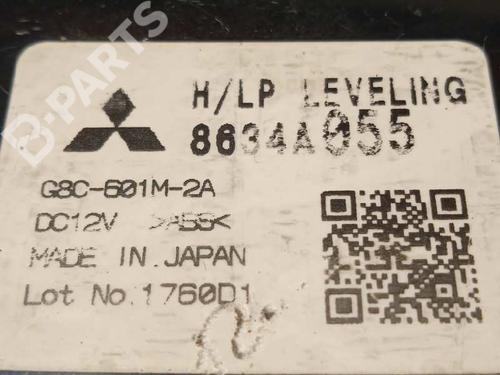 B-PARTS
H/LP LEVELING
8634A055
G8C-601M-2A
DC12V >ABS<
MADE IN JAPAN
Lot No.1760D1